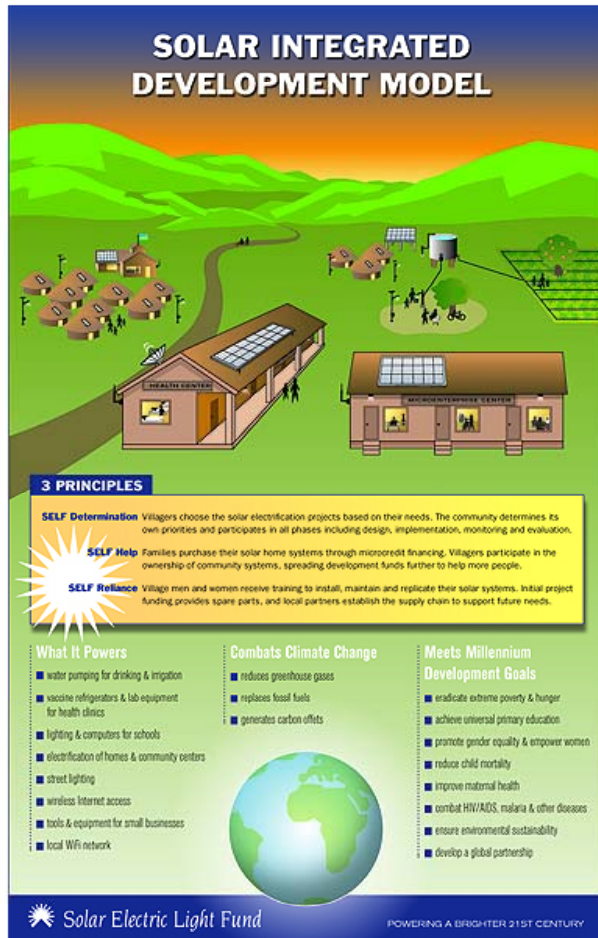 SOLAR INTEGRATED
DEVELOPMENT MODEL
HEALTH CENTER
MICROENTERPRISE CENTER
3 PRINCIPLES
SELF Determination Villagers choose the solar electrification projects based on their needs. The community determines its
own priorities and participates in all phases including design, implementation, monitoring and evaluation.
SELF Help Families purchase their solar home systems through microcredit financing. Villagers participate in the
ownership of community systems, spreading development funds further to help more people.
SELF Reliance Village men and women receive training to install, maintain and replicate their solar systems. Initial project
funding provides spare parts, and local partners establish the supply chain to support future needs.
What It Powers
water pumping for drinking & irrigation
vaccine refrigerators & lab equipment
for health clinics
lighting & computers for schools
electrification of homes & community centers
street lighting
wireless Internet access
tools & equipment for small businesses
local WiFi network
Combats Climate Change
reduces greenhouse gases
replaces fossil fuels
generates carbon offets
Meets Millennium
Development Goals
eradicate extreme poverty & hunger
achieve universal primary education
promote gender equality & empower women
reduce child mortality
improve maternal health
combat HIV/AIDS, malaria & other diseases
ensure environmental sustainability
develop a global partnership
Solar Electric Light Fund
POWERING A BRIGHTER 21ST CENTURY